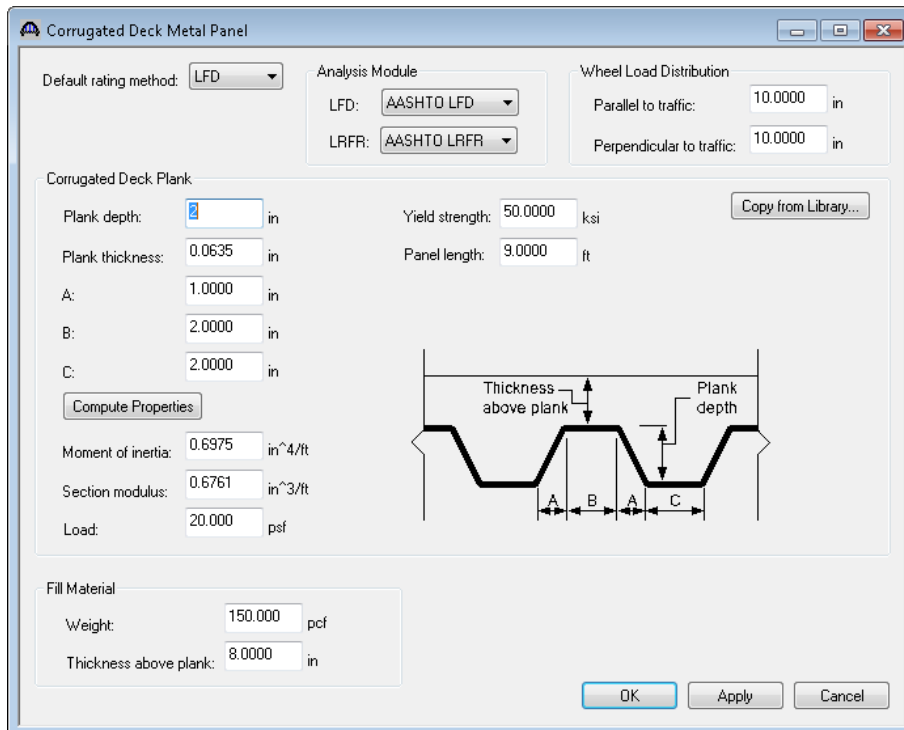 Corrugated Deck Metal Panel
Default rating method: LFD
Analysis Module
LFD: AASHTO LFD
LRFR: AASHTO LRFR
Wheel Load Distribution
Parallel to traffic: 10.0000 in
Perpendicular to traffic: 10.0000 in
Corrugated Deck Plank
Plank depth: 2 in
Plank thickness: 0.0635 in
A: 1.0000 in
B: 2.0000 in
C: 2.0000 in
Compute Properties
Moment of inertia: 0.6975 in^4/ft
Section modulus: 0.6761 in^3/ft
Load: 20.000 psf
Yield strength: 50.0000 ksi
Panel length: 9.0000 ft
Copy from Library...
Thickness
above plank
Plank
depth
A B A C
Fill Material
Weight: 150.000 pcf
Thickness above plank: 8.0000 in
OK Apply Cancel